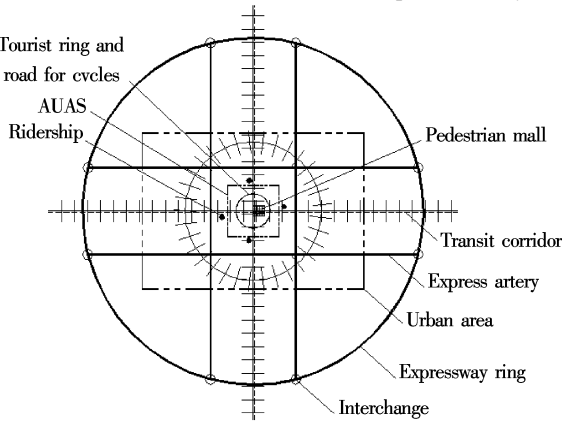 Tourist ring and
road for cvcles
AUAS
Ridership
Pedestrian mall
Transit corridor
Express artery
Urban area
Expressway ring
Interchange